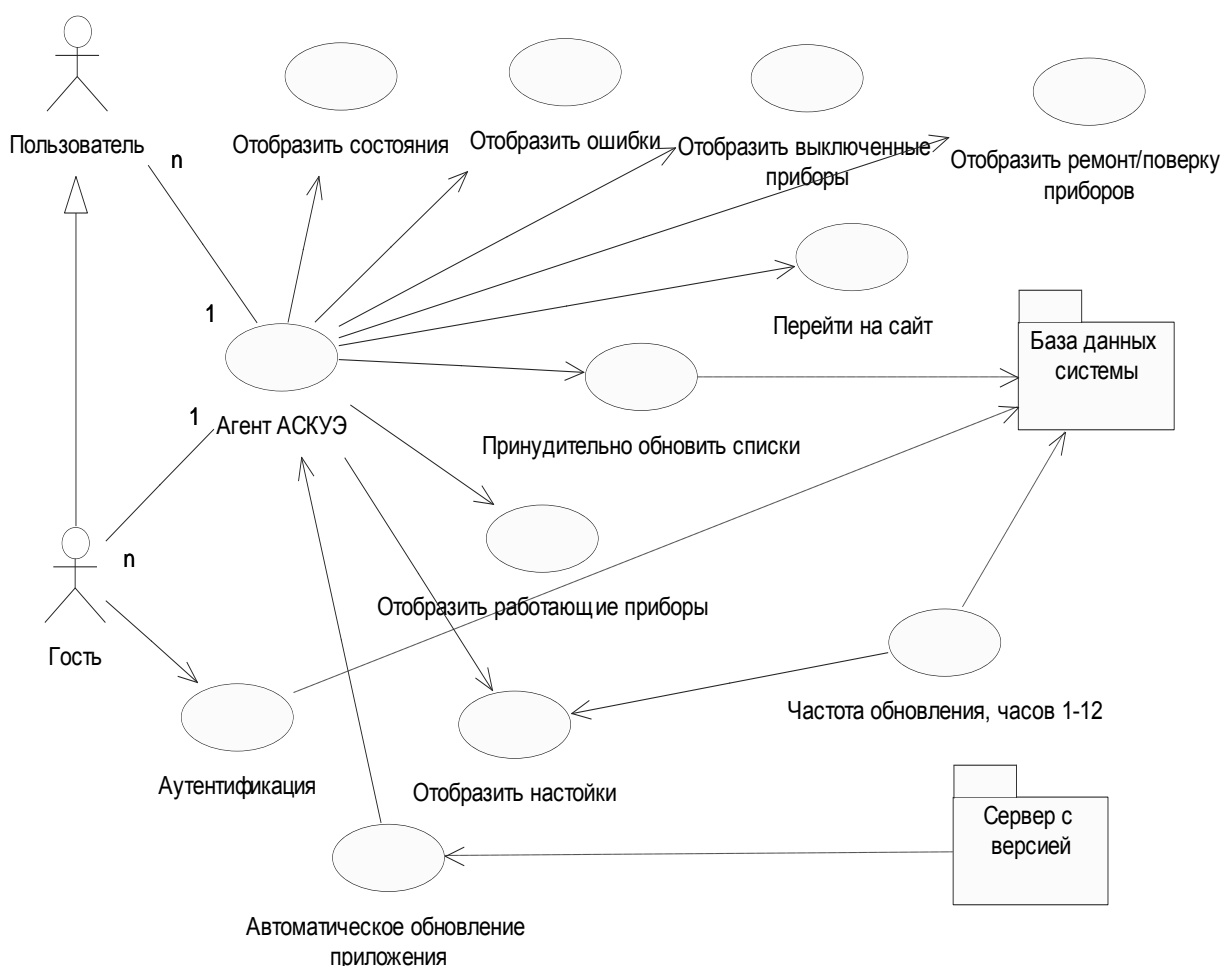 Пользователь
n
Отобразить состояния
Отобразить ошибки
Отобразить выключенные
приборы
Отобразить ремонт/поверку
приборов
Перейти на сайт
База данных
системы
1
Агент АСКУЭ
1
Принудительно обновить списки
n
Гость
Отобразить работающие приборы
Частота обновления, часов 1-12
Аутентификация
Отобразить настойки
Сервер с
версией
Автоматическое обновление
приложения